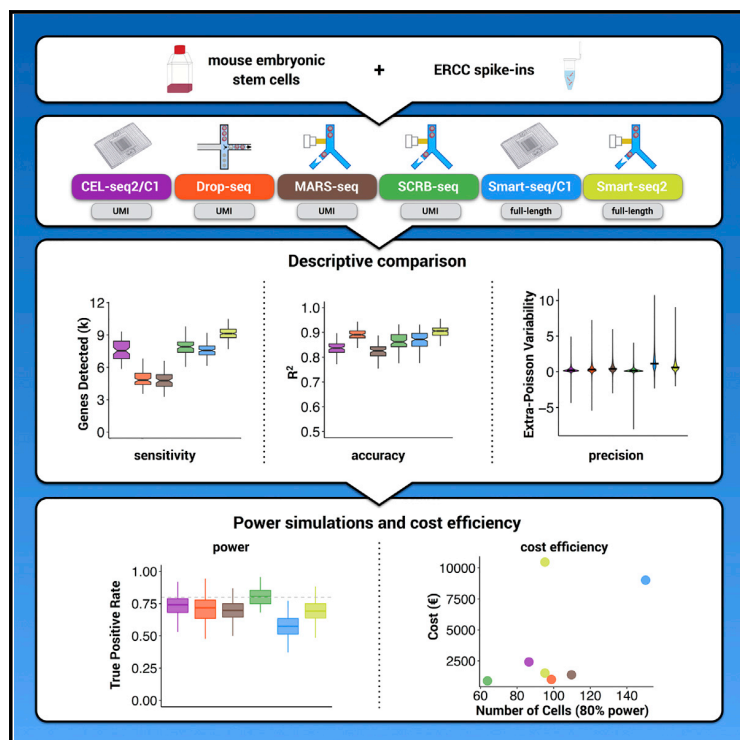 mouse embryonic
stem cells
+
ERCC spike-ins
CEL-seq2/C1
Drop-seq
MARS-seq
SCRB-seq
Smart-seq/C1
Smart-seq2
UMI
UMI
UMI
UMI
full-length
full-length
Descriptive comparison
Genes Detected (k)
12
9
6
3
0
sensitivity
R²
1.0
0.9
0.8
0.7
0.6
0.5
accuracy
Extra-Poisson Variability
10
5
0
−5
precision
Power simulations and cost efficiency
power
True Positive Rate
1.00
0.75
0.50
0.25
0.00
cost efficiency
Cost (€)
10000
7500
5000
2500
60
80
100
120
140
Number of Cells (80% power)